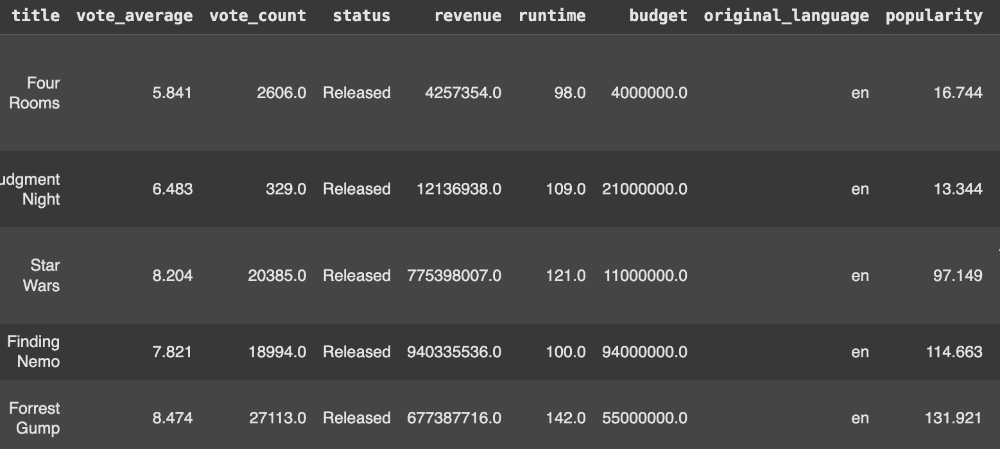 title vote_average vote_count status revenue runtime budget original_language popularity
Four
Rooms 5.841 2606.0 Released 4257354.0 98.0 4000000.0 en 16.744
udgment
Night 6.483 329.0 Released 12136938.0 109.0 21000000.0 en 13.344
Star
Wars 8.204 20385.0 Released 775398007.0 121.0 11000000.0 en 97.149
Finding
Nemo 7.821 18994.0 Released 940335536.0 100.0 94000000.0 en 114.663
Forrest
Gump 8.474 27113.0 Released 677387716.0 142.0 55000000.0 en 131.921